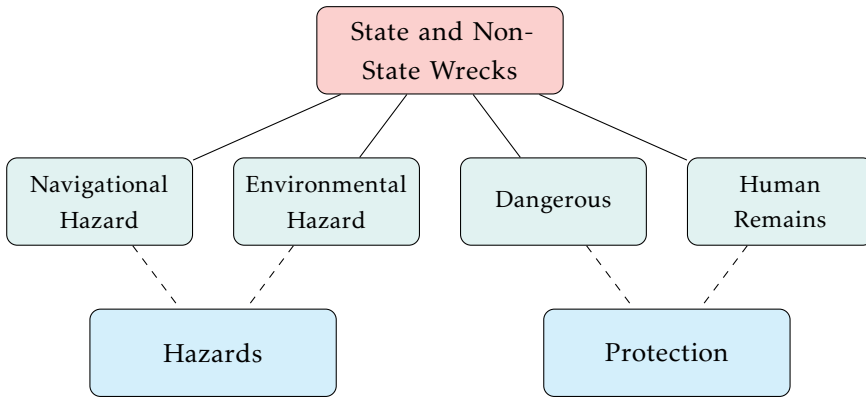 State and Non-
State Wrecks
Navigational
Hazard
Environmental
Hazard
Dangerous
Human
Remains
Hazards
Protection